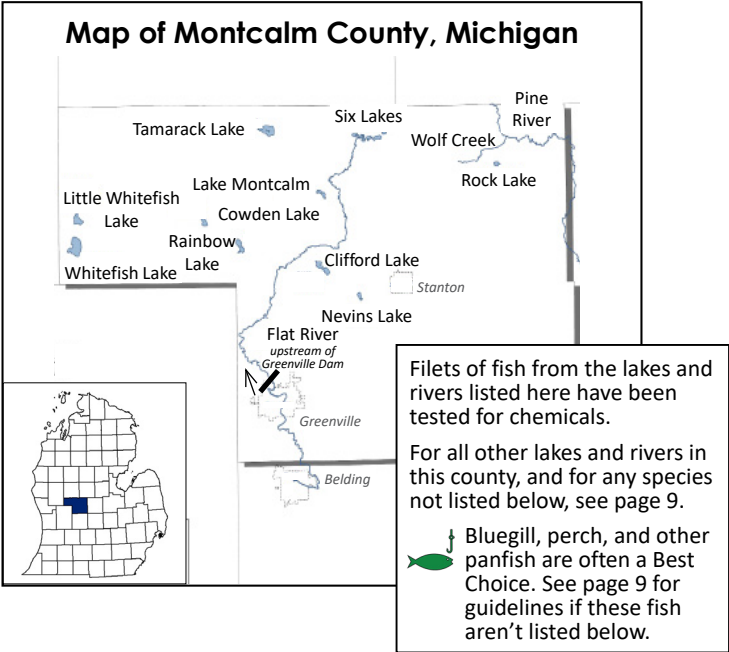 Map of Montcalm County, Michigan
Pine
River
Six Lakes
Tamarack Lake
Wolf Creek
Rock Lake
Lake Montcalm
Little Whitefish
Lake
Cowden Lake
Rainbow
Lake
Whitefish Lake
Clifford Lake
Stanton
Nevins Lake
Flat River
upstream of
Greenville Dam
Greenville
Belding
Filets of fish from the lakes and
rivers listed here have been
tested for chemicals.
For all other lakes and rivers in
this county, and for any species
not listed below, see page 9.
Bluegill, perch, and other
panfish are often a Best
Choice. See page 9 for
guidelines if these fish
aren’t listed below.